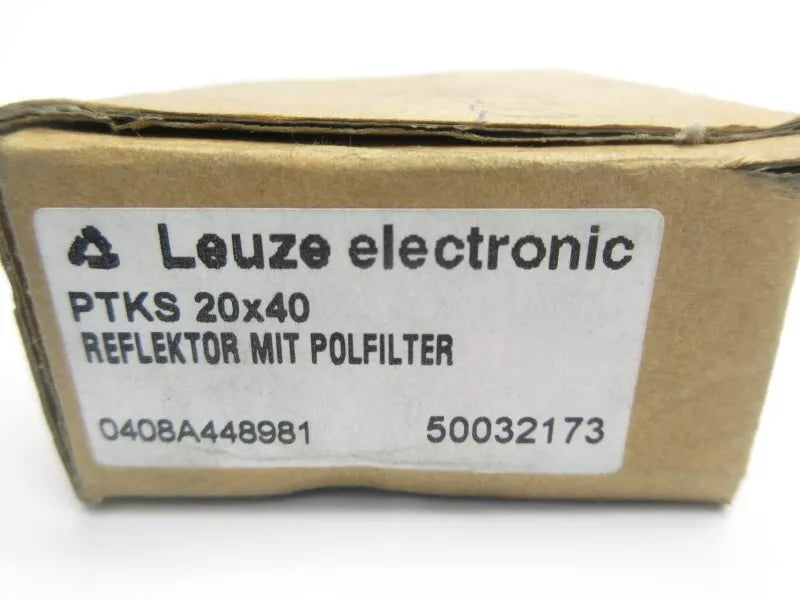 Leuze electronic
PTKS 20x40
REFLEKTOR MIT POLFILTER
0408A448981 50032173